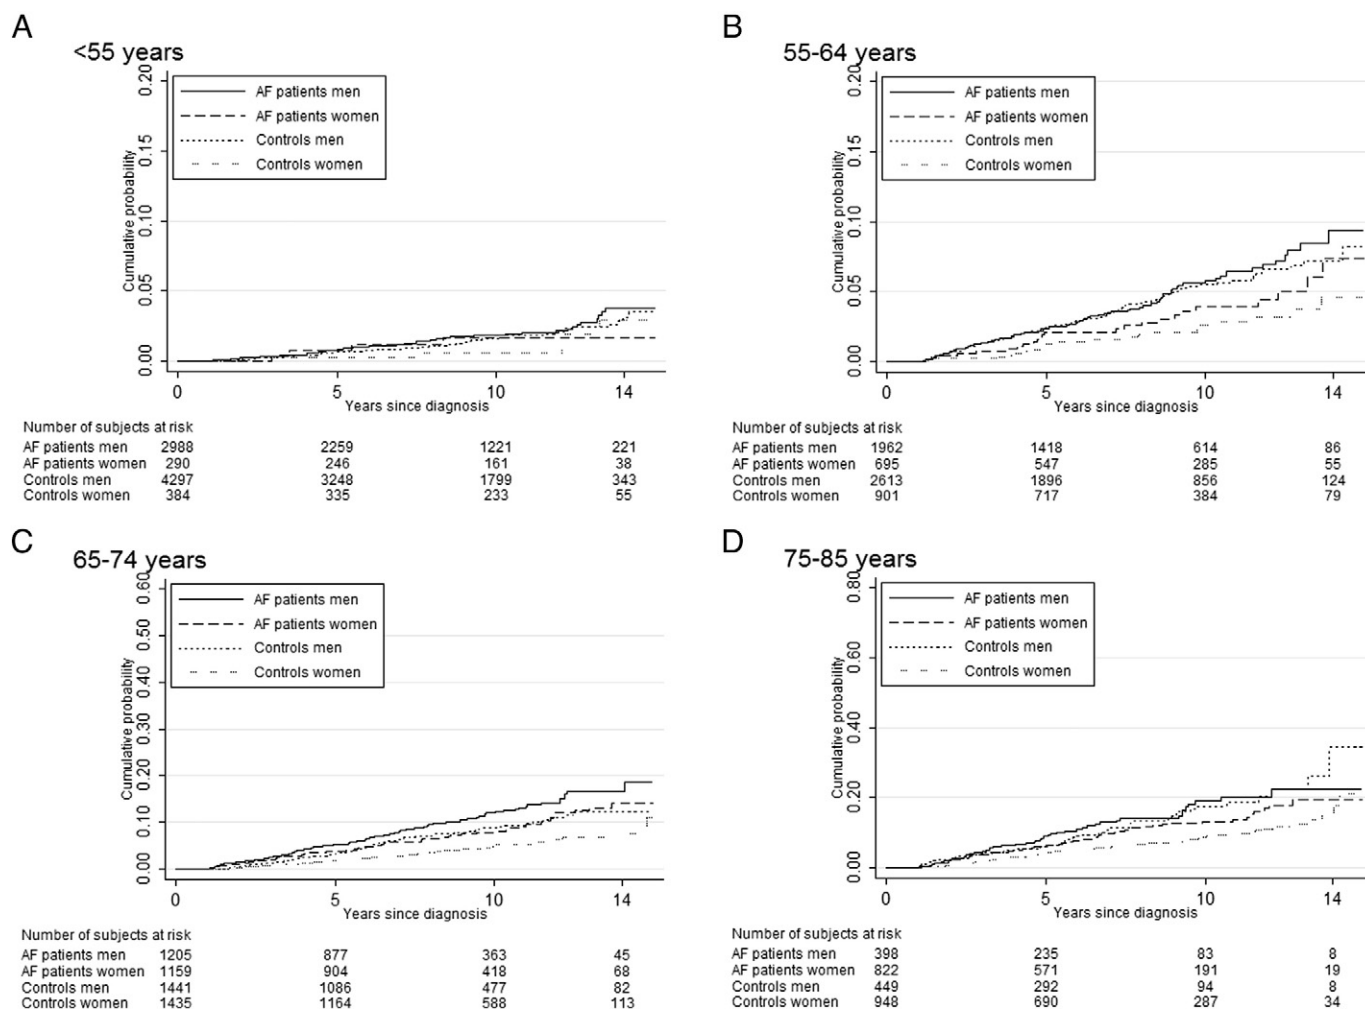 A
<55 years
Cumulative probability
0.00 0.05 0.10 0.15 0.20
AF patients men
AF patients women
Controls men
Controls women
0 5 10 14
Years since diagnosis
Number of subjects at risk
AF patients men 2988 2259 1221 221
AF patients women 290 246 161 38
Controls men 4297 3248 1799 343
Controls women 384 335 233 55
B
55-64 years
Cumulative probability
0.00 0.05 0.10 0.15 0.20
AF patients men
AF patients women
Controls men
Controls women
0 5 10 14
Years since diagnosis
Number of subjects at risk
AF patients men 1962 1418 614 86
AF patients women 695 547 285 55
Controls men 2613 1896 856 124
Controls women 901 717 384 79
C
65-74 years
Cumulative probability
0.00 0.10 0.20 0.30 0.40 0.50 0.60
AF patients men
AF patients women
Controls men
Controls women
0 5 10 14
Years since diagnosis
Number of subjects at risk
AF patients men 1205 877 363 45
AF patients women 1159 904 418 68
Controls men 1441 1086 477 82
Controls women 1435 1164 588 113
D
75-85 years
Cumulative probability
0.00 0.20 0.40 0.60 0.80
AF patients men
AF patients women
Controls men
Controls women
0 5 10 14
Years since diagnosis
Number of subjects at risk
AF patients men 398 235 83 8
AF patients women 822 571 191 19
Controls men 449 292 94 8
Controls women 948 690 287 34